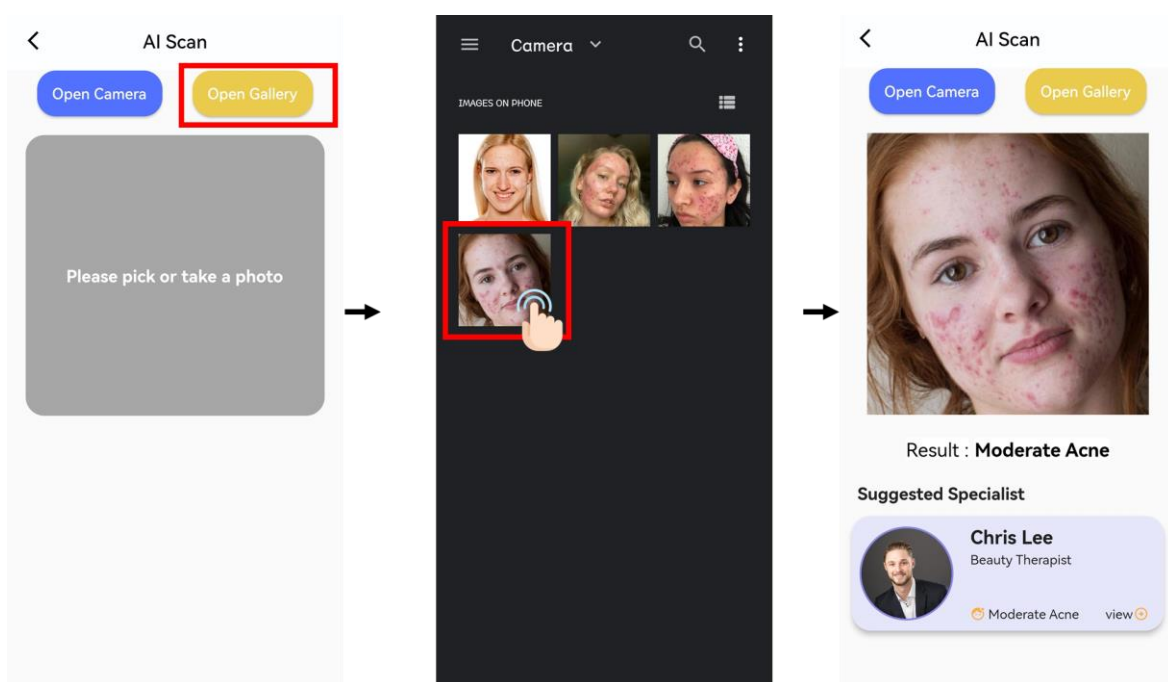 AI Scan
Open Camera
Open Gallery
Please pick or take a photo
Camera
IMAGES ON PHONE
AI Scan
Open Camera
Open Gallery
Result : Moderate Acne
Suggested Specialist
Chris Lee
Beauty Therapist
Moderate Acne
view